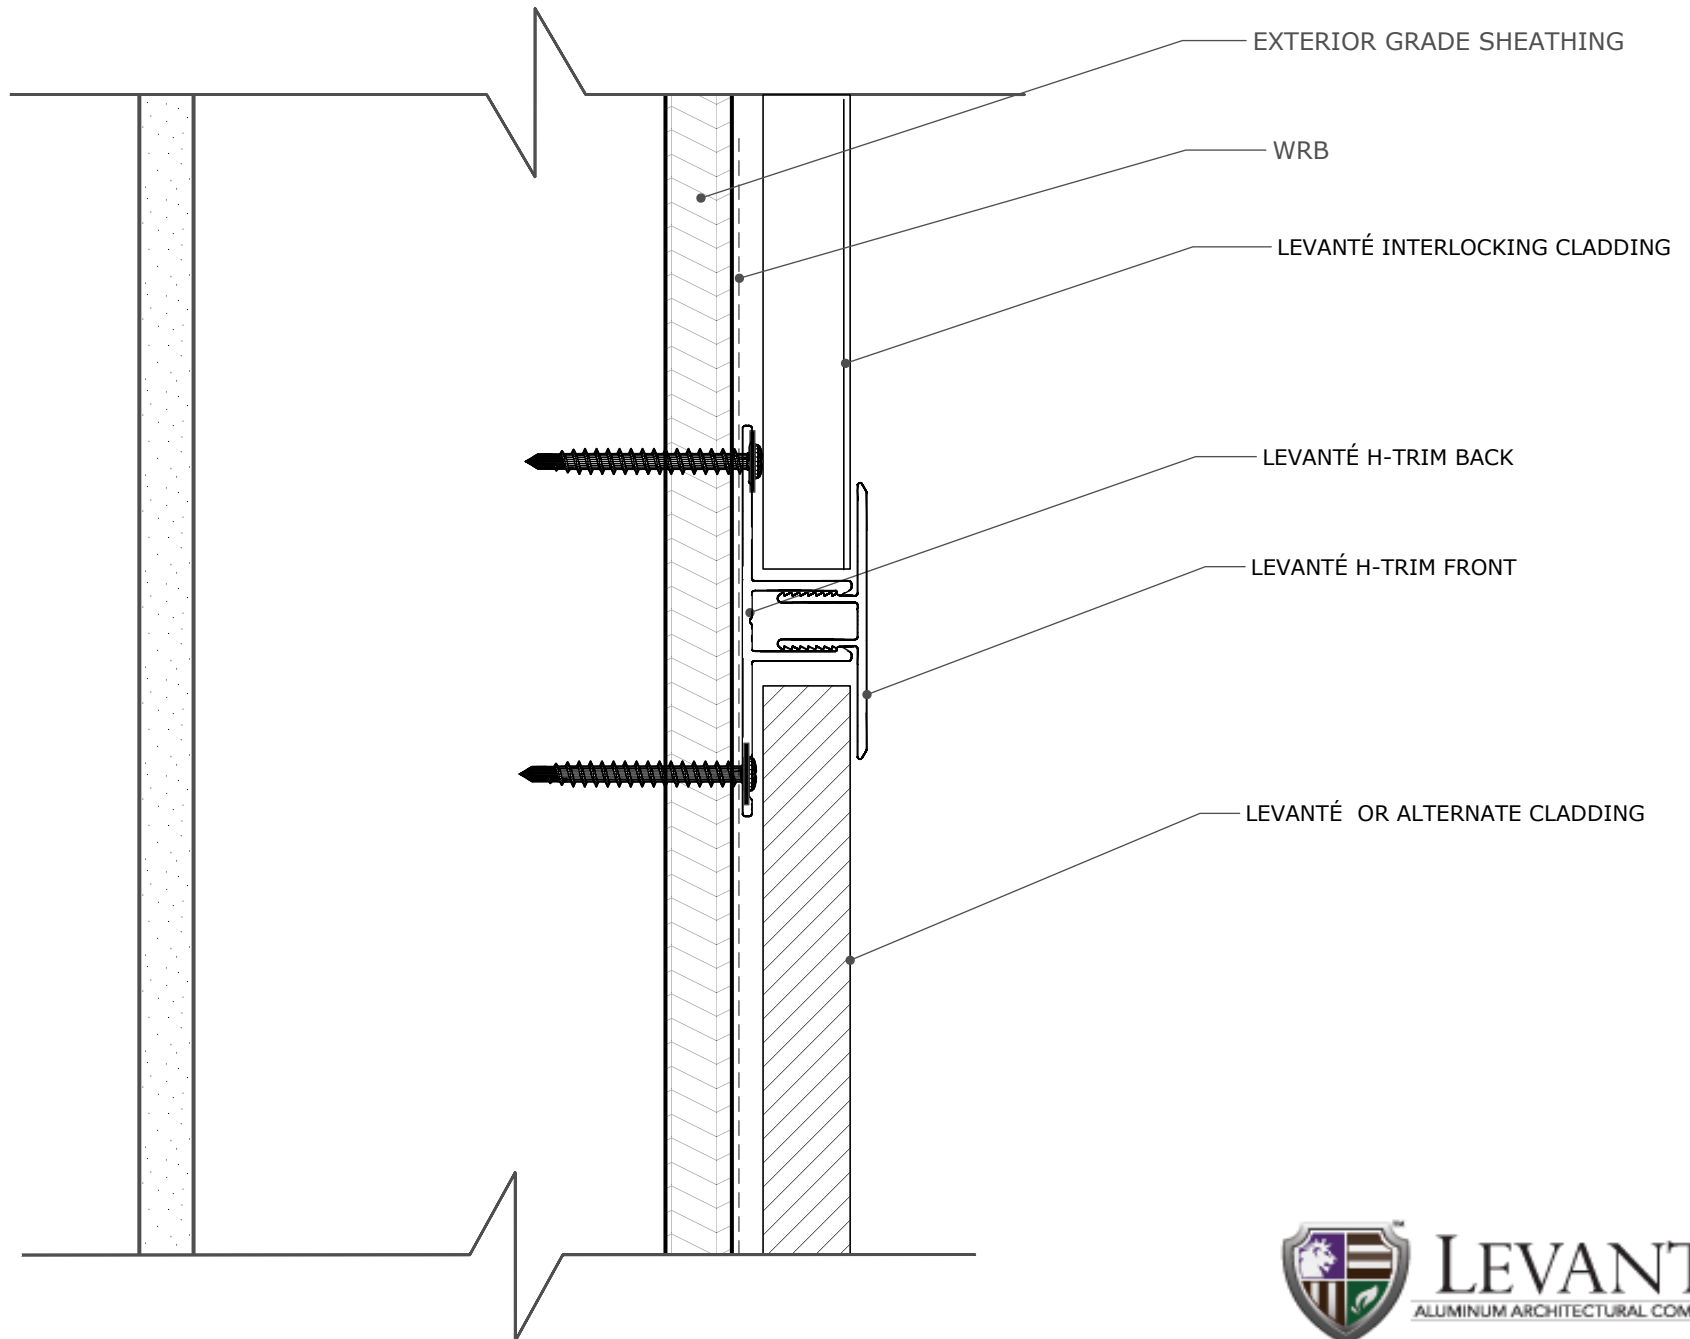 EXTERIOR GRADE SHEATHING
WRB
LEVANTÉ INTERLOCKING CLADDING
LEVANTÉ H-TRIM BACK
LEVANTÉ H-TRIM FRONT
LEVANTÉ  OR ALTERNATE CLADDING
TM
LEVANT
ALUMINUM ARCHITECTURAL COM